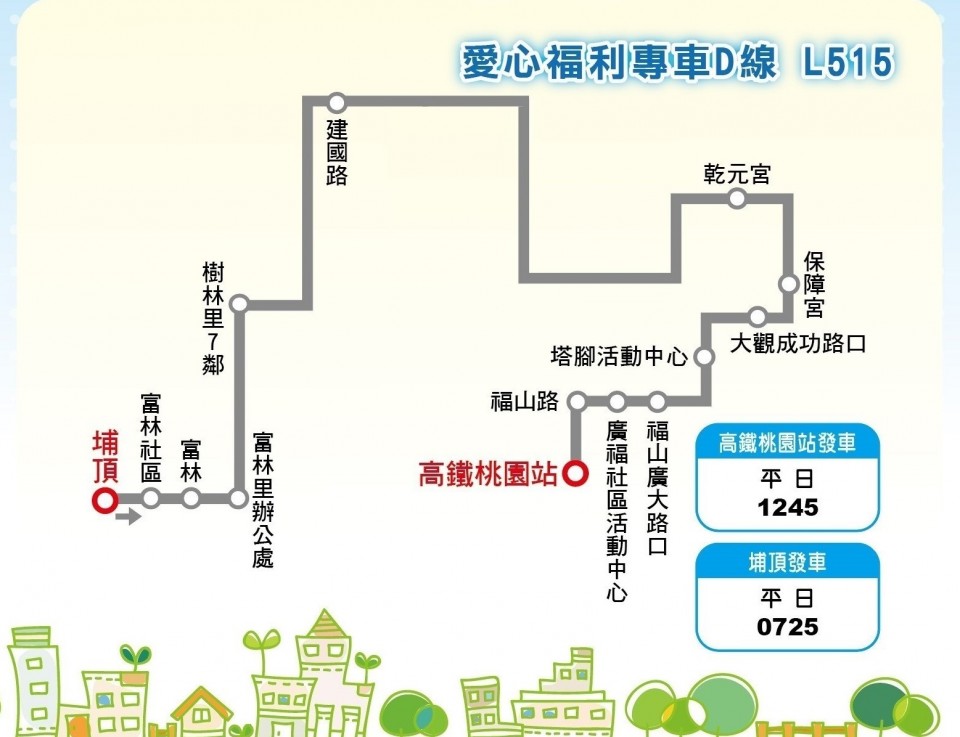 愛心福利專車D線 L515
建國路
乾元宮
保障宮
樹林里7鄰
大觀成功路口
塔腳活動中心
福山路
富林社區
富林
富林里辦公處
埔頂
廣福社區活動中心
福山廣大路口
高鐵桃園站
高鐵桃園站發車
平日
1245
埔頂發車
平日
0725